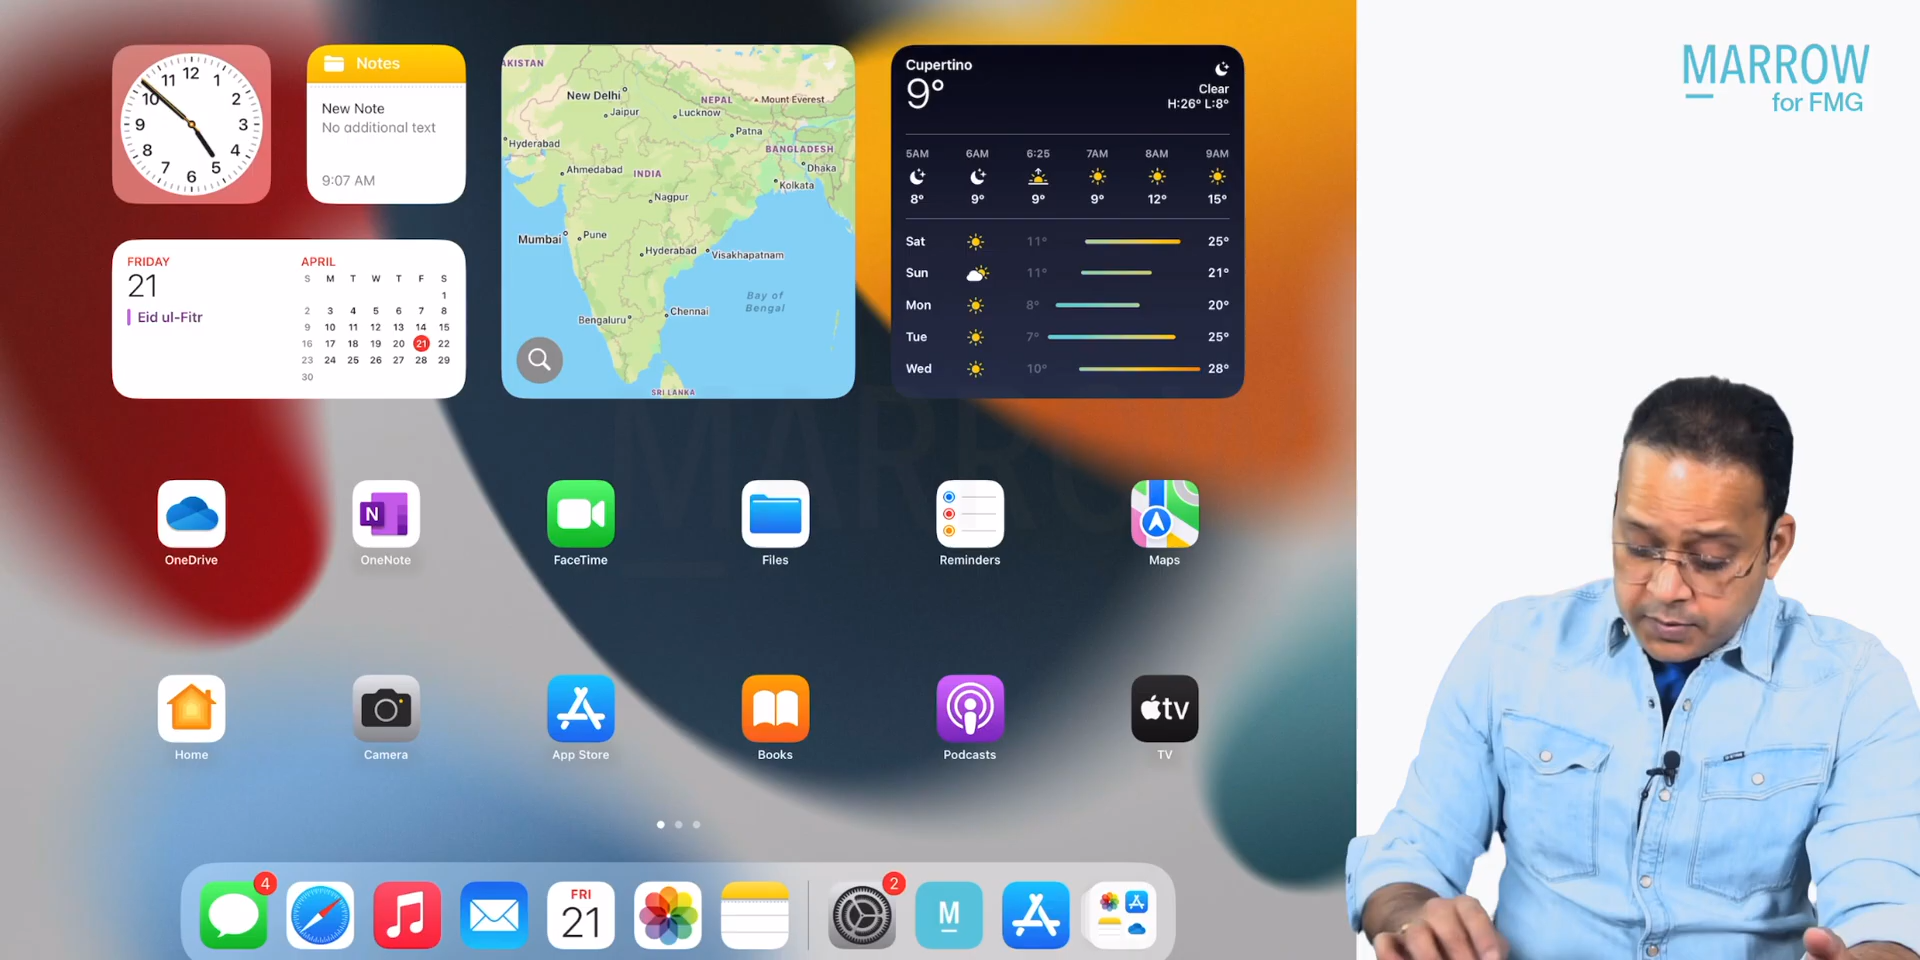 12
11
1
10
2
9
3
8
4
7
5
6
Notes
New Note
No additional text
9:07 AM
FRIDAY
21
Eid ul-Fitr
APRIL
S M T W T F S
1
2 3 4 5 6 7 8
9 10 11 12 13 14 15
16 17 18 19 20 21 22
23 24 25 26 27 28 29
30
AKISTAN
New Delhi
NEPAL
Mount Everest
Jaipur
Lucknow
Patna
Hyderabad
BANGLADESH
Ahmedabad
INDIA
Dhaka
Kolkata
Nagpur
Mumbai
Pune
Hyderabad
Visakhapatnam
Bay of
Bengal
Bengaluru
Chennai
SRI LANKA
Cupertino
9°
Clear
H:26° L:8°
5AM 6AM 6:25 7AM 8AM 9AM
8° 9° 9° 9° 12° 15°
Sat 11° 25°
Sun 11° 21°
Mon 8° 20°
Tue 7° 25°
Wed 10° 28°
MARROW
for FMG
MARROW
N
OneDrive OneNote FaceTime Files Reminders Maps
tv
Home Camera App Store Books Podcasts TV
4
FRI
21
2
M